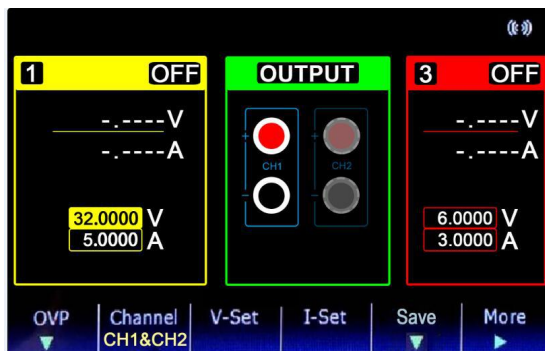 1 OFF
-.----V
-.----A
32.0000 V
5.0000 A
OUTPUT
+ +
CH1 CH2
- -
3 OFF
-.----V
-.----A
6.0000 V
3.0000 A
OVP
Channel
CH1&CH2
V-Set
I-Set
Save
More